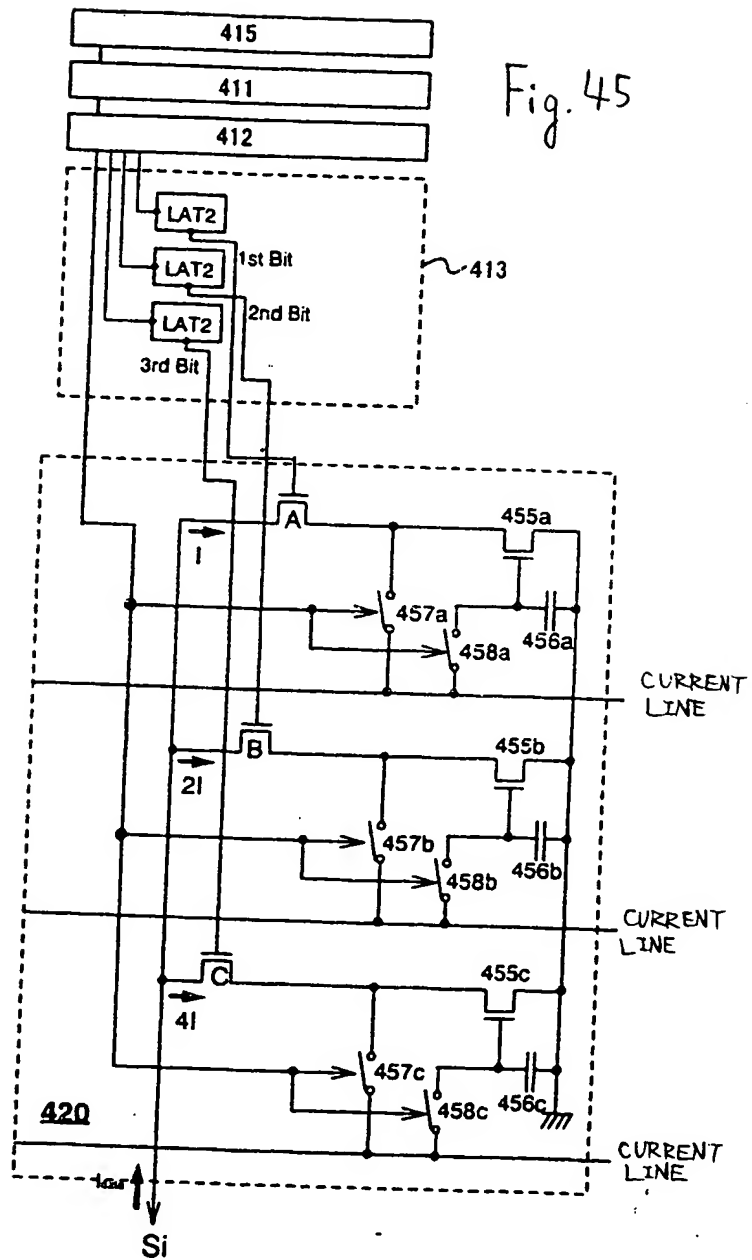 415
411
412
Fig. 45
LAT2
1st Bit
LAT2
2nd Bit
LAT2
3rd Bit
413
A
455a
I
457a
458a
456a
CURRENT
LINE
B
455b
2I
457b
458b
456b
CURRENT
LINE
C
455c
4I
457c
458c
456c
420
CURRENT
LINE
Si